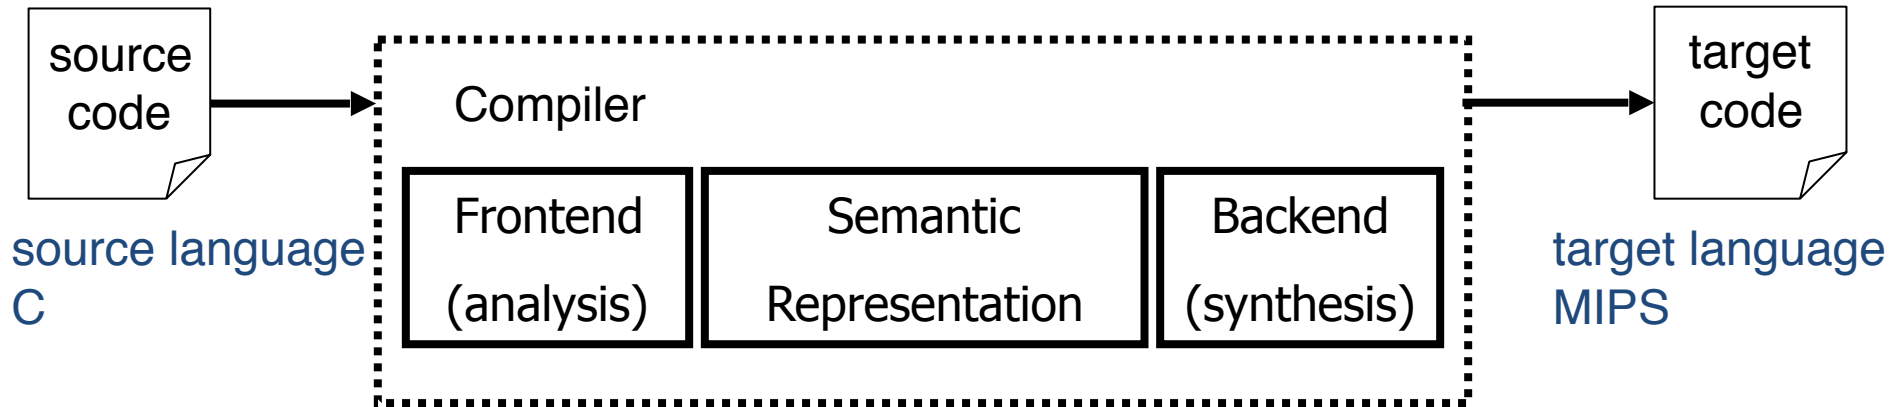 source
code
source language
C
Compiler
Frontend
(analysis)
Semantic
Representation
Backend
(synthesis)
target
code
target language
MIPS